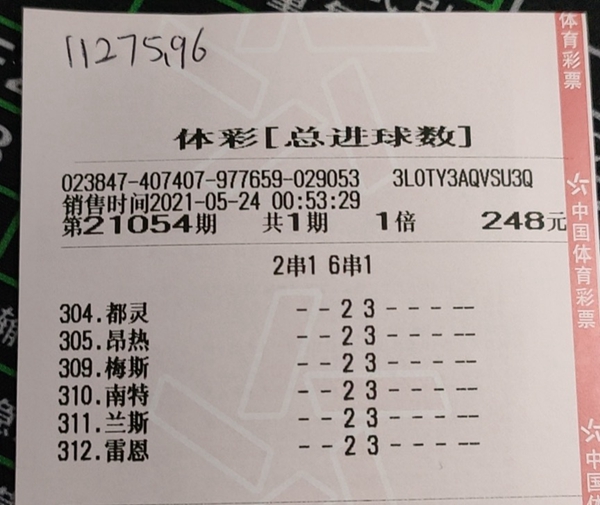 11275.96
体彩[总进球数]
023847-407407-977659-029053 3LOTY3AQVSU3Q
销售时间2021-05-24 00:53:29
第21054期 共1期 1倍 248元
2串1 6串1
304.都灵 --23-----
305.昂热 --23-----
309.梅斯 --23-----
310.南特 --23-----
311.兰斯 --23-----
312.雷恩 --23-----
体育彩票
中国体育彩票
中国体